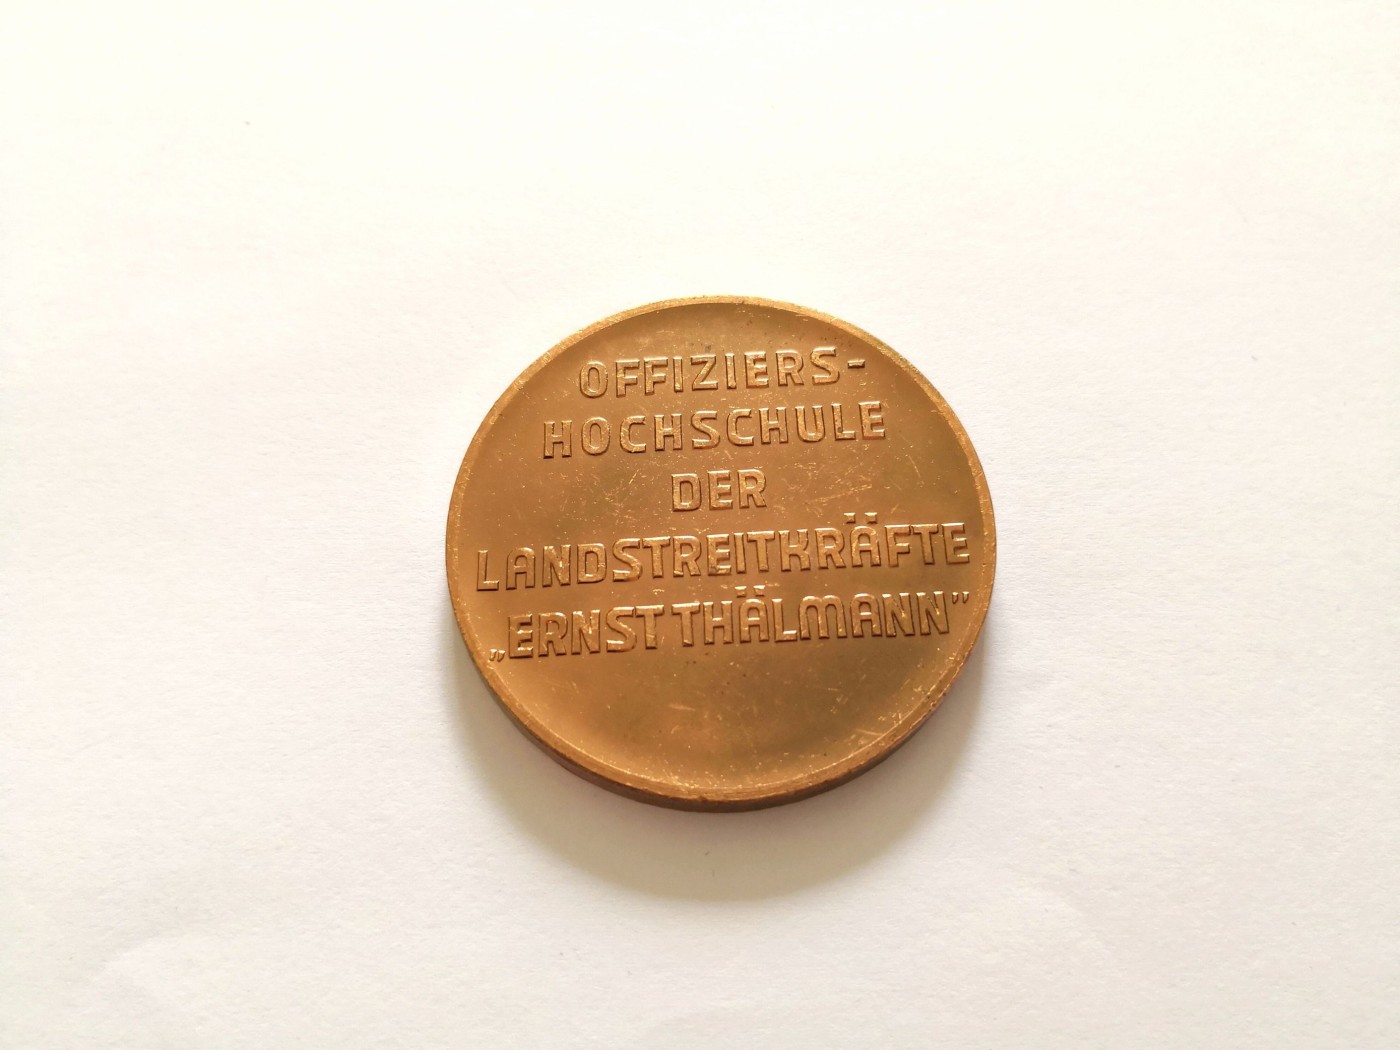 OFFIZIERS-
HOCHSCHULE
DER
LANDSTREITKRÄFTE
„ERNST THÄLMANN”